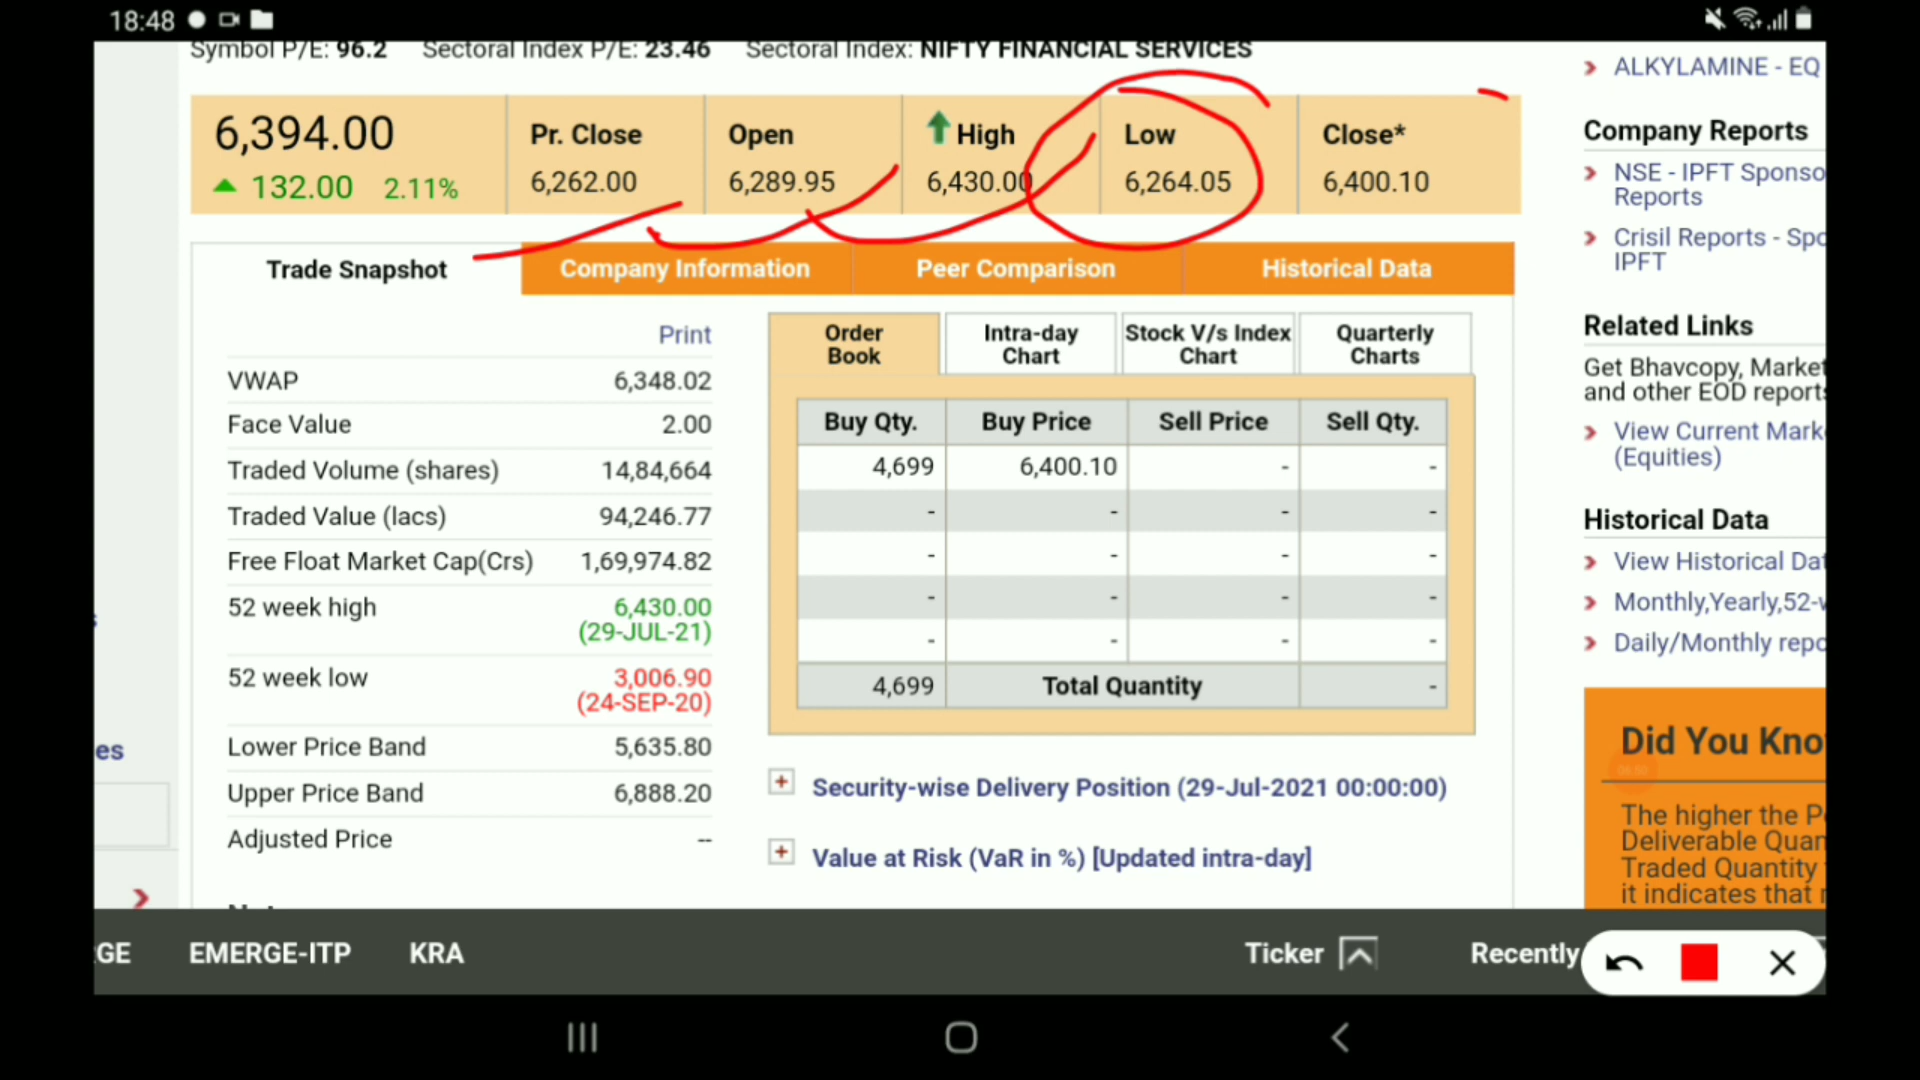 18:48
Symbol P/E: 96.2 Sectoral Index P/E: 23.46 Sectoral Index: NIFTY FINANCIAL SERVICES
6,394.00
132.00 2.11%
Pr. Close
6,262.00
Open
6,289.95
High
6,430.00
Low
6,264.05
Close*
6,400.10
Trade Snapshot
Company Information
Peer Comparison
Historical Data
Print
VWAP 6,348.02
Face Value 2.00
Traded Volume (shares) 14,84,664
Traded Value (lacs) 94,246.77
Free Float Market Cap(Crs) 1,69,974.82
52 week high 6,430.00
(29-JUL-21)
52 week low 3,006.90
(24-SEP-20)
Lower Price Band 5,635.80
Upper Price Band 6,888.20
Adjusted Price --
Order
Book
Intra-day
Chart
Stock V/s Index
Chart
Quarterly
Charts
Buy Qty. Buy Price Sell Price Sell Qty.
4,699 6,400.10 - -
- - - -
- - - -
- - - -
- - - -
4,699 Total Quantity -
Security-wise Delivery Position (29-Jul-2021 00:00:00)
Value at Risk (VaR in %) [Updated intra-day]
ALKYLAMINE - EQ
Company Reports
NSE - IPFT Sponso
Reports
Crisil Reports - Spo
IPFT
Related Links
Get Bhavcopy, Market
and other EOD reports
View Current Mark
(Equities)
Historical Data
View Historical Dat
Monthly,Yearly,52-w
Daily/Monthly repo
Did You Kno
The higher the P
Deliverable Quan
Traded Quantity
it indicates that
es
GE
EMERGE-ITP
KRA
Ticker
Recently